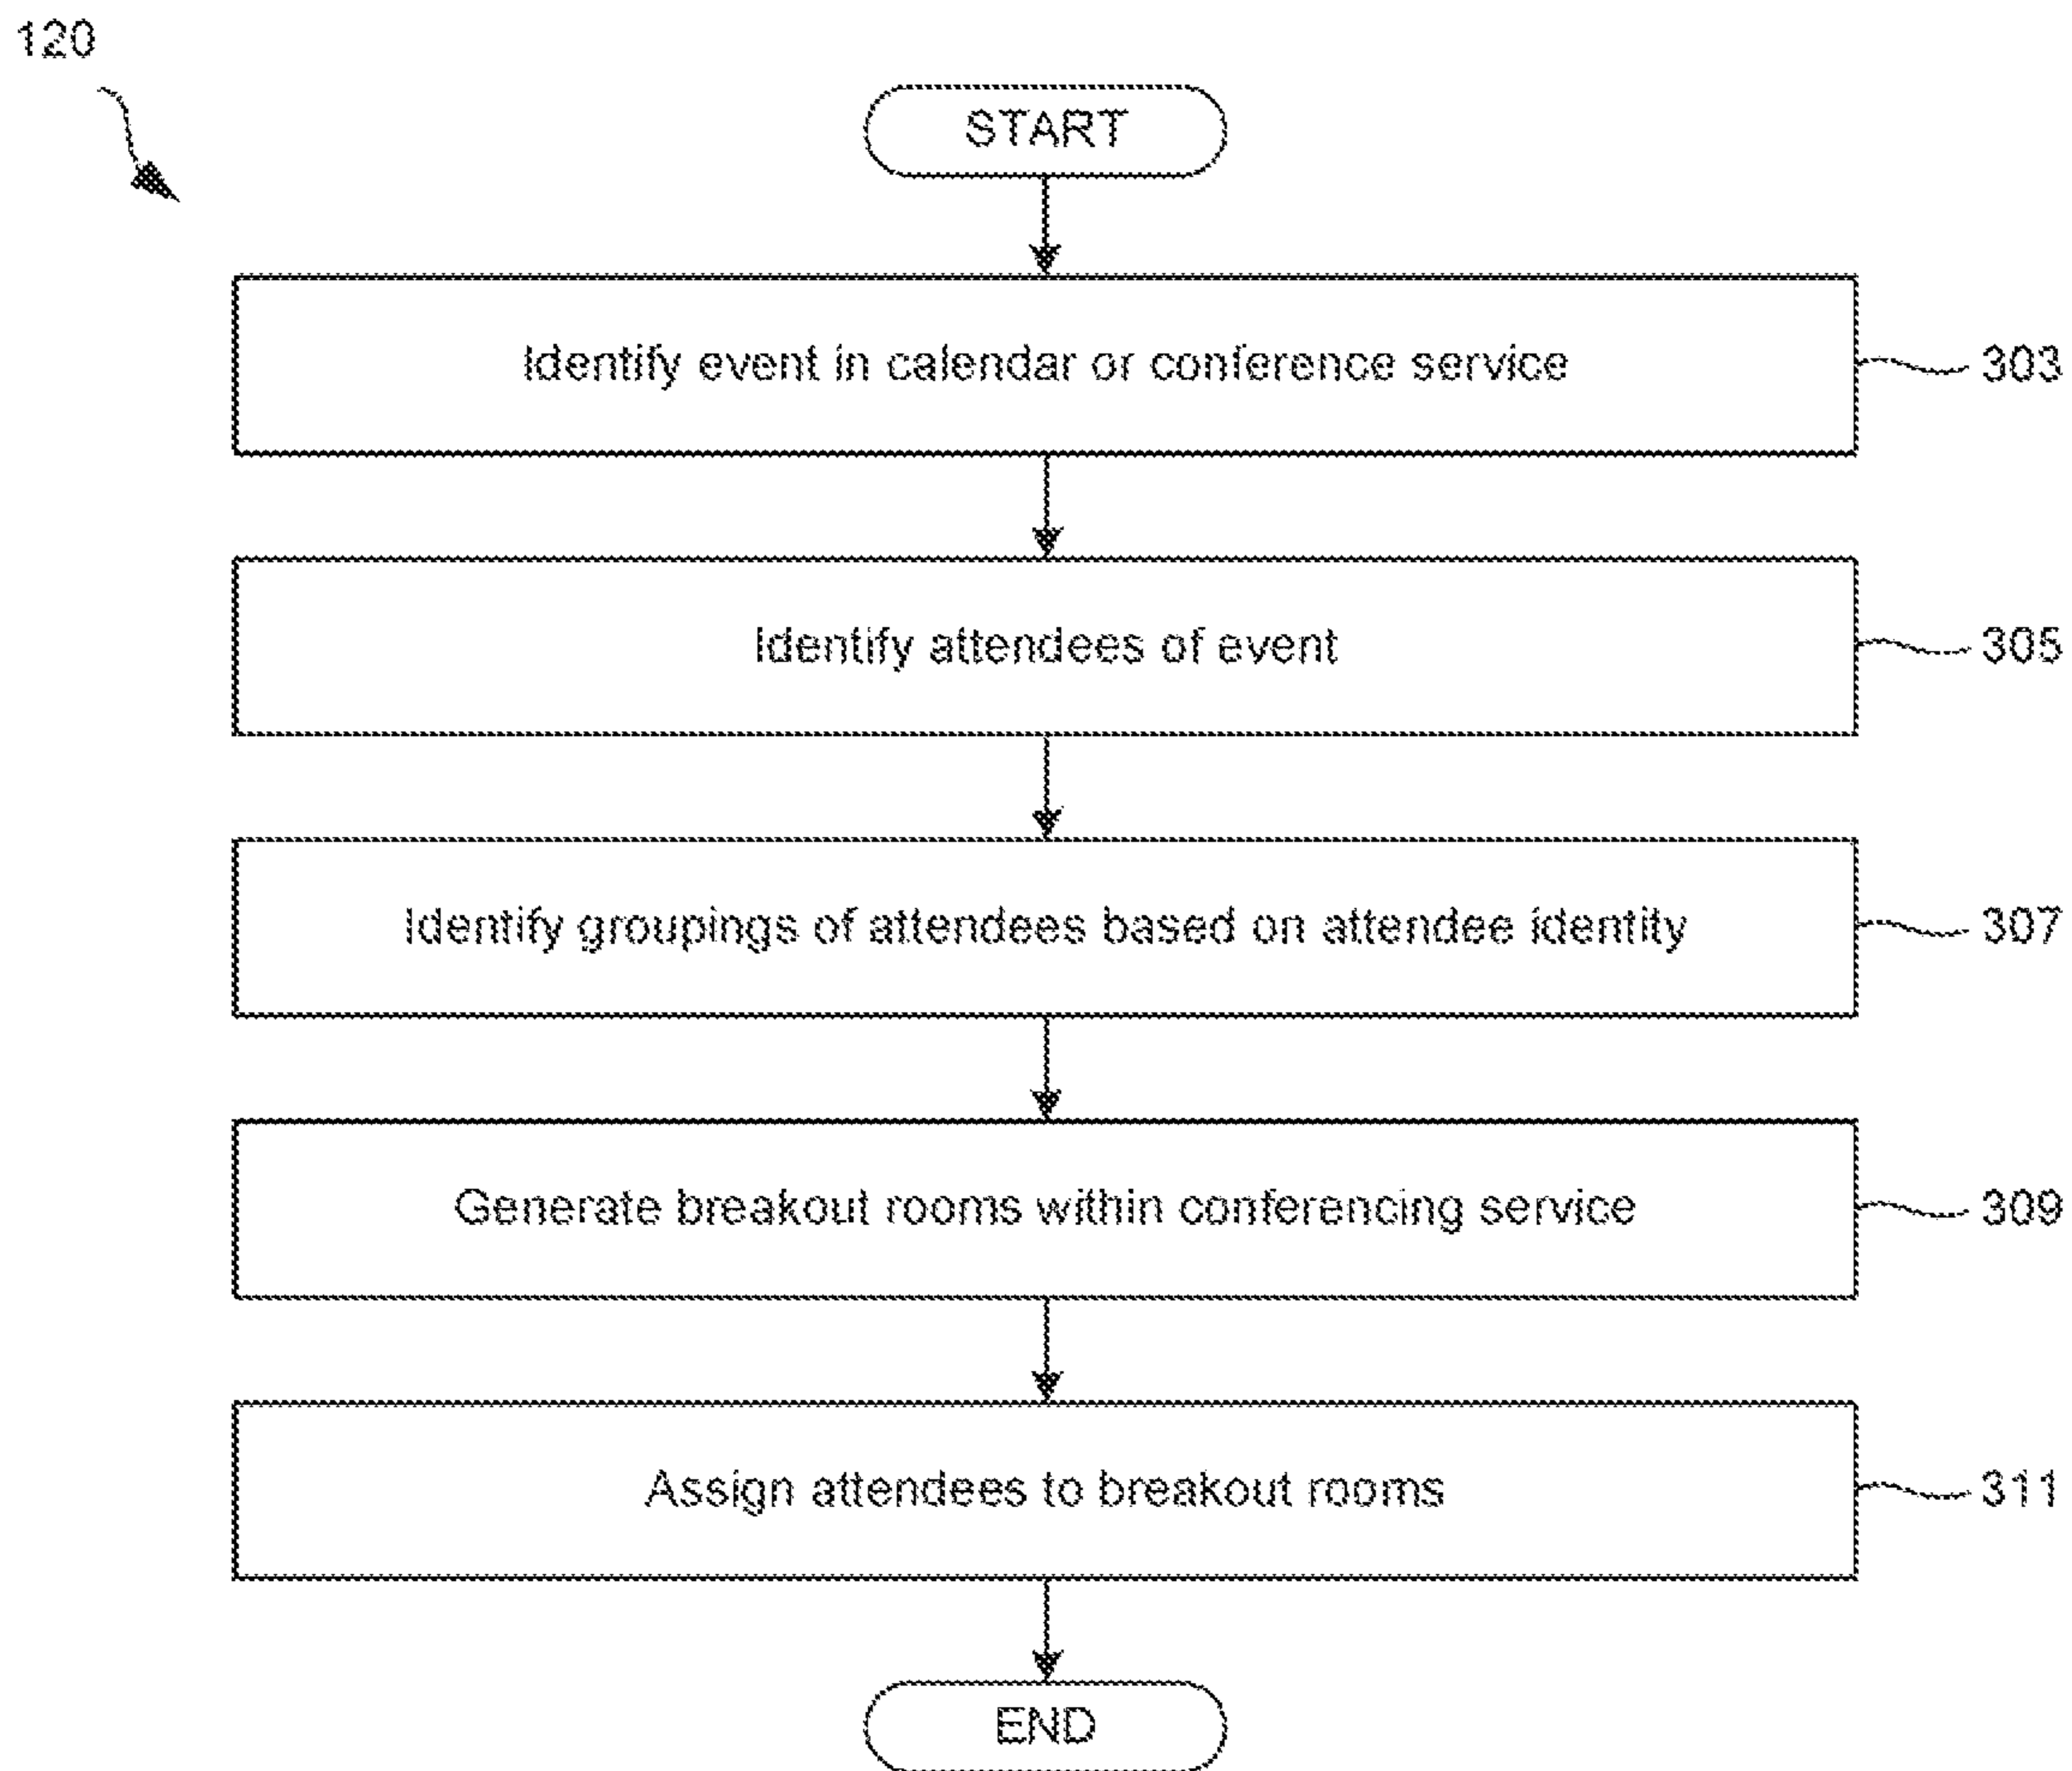 120
START
Identify event in calendar or conference service
303
Identify attendees of event
305
Identify groupings of attendees based on attendee identity
307
Generate breakout rooms within conferencing service
309
Assign attendees to breakout rooms
311
END